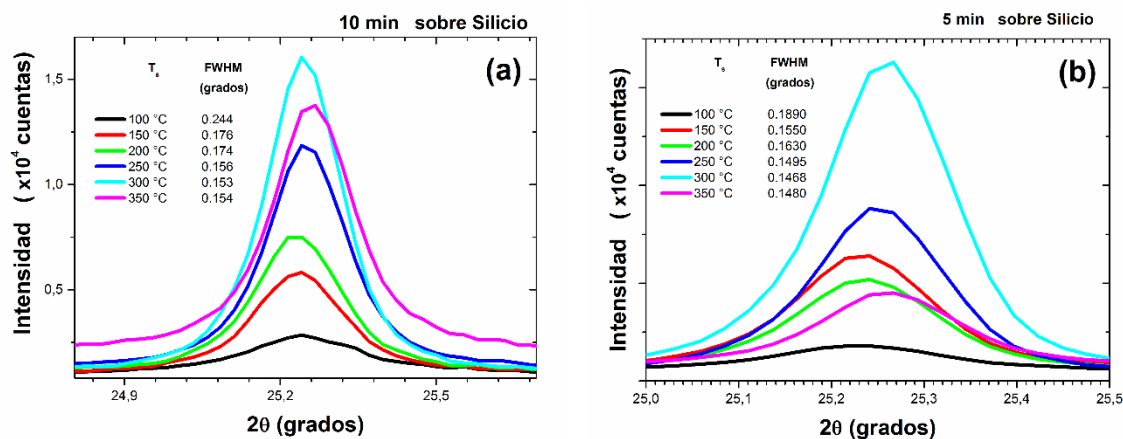 10 min sobre Silicio
(a)
T_s FWHM
(grados)
100 °C 0.244
150 °C 0.176
200 °C 0.174
250 °C 0.156
300 °C 0.153
350 °C 0.154
1,5
1,0
0,5
Intensidad ( x10⁴ cuentas)
24,9 25,2 25,5
2θ (grados)
5 min sobre Silicio
(b)
T_s FWHM
(grados)
100 °C 0.1890
150 °C 0.1550
200 °C 0.1630
250 °C 0.1495
300 °C 0.1468
350 °C 0.1480
Intensidad ( x10⁴ cuentas)
25,0 25,1 25,2 25,3 25,4 25,5
2θ (grados)